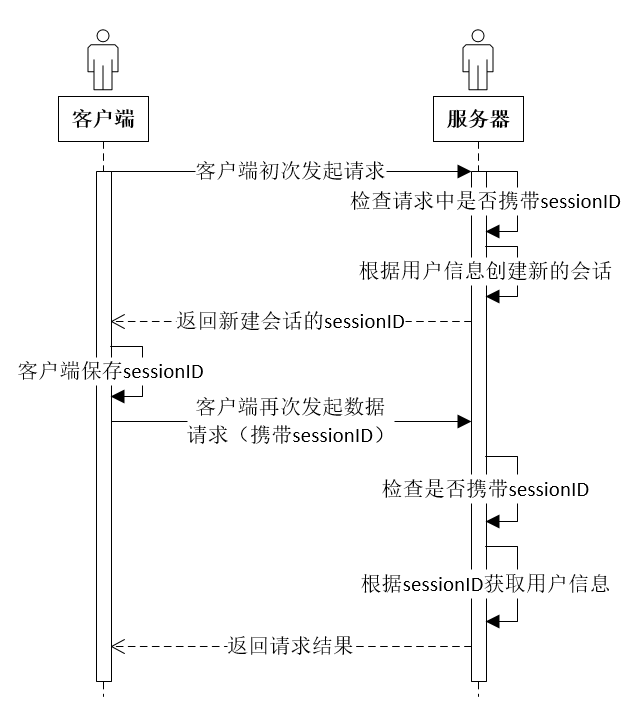 客户端
服务器
客户端初次发起请求
检查请求中是否携带sessionID
根据用户信息创建新的会话
返回新建会话的sessionID
客户端保存sessionID
客户端再次发起数据
请求（携带sessionID）
检查是否携带sessionID
根据sessionID获取用户信息
返回请求结果